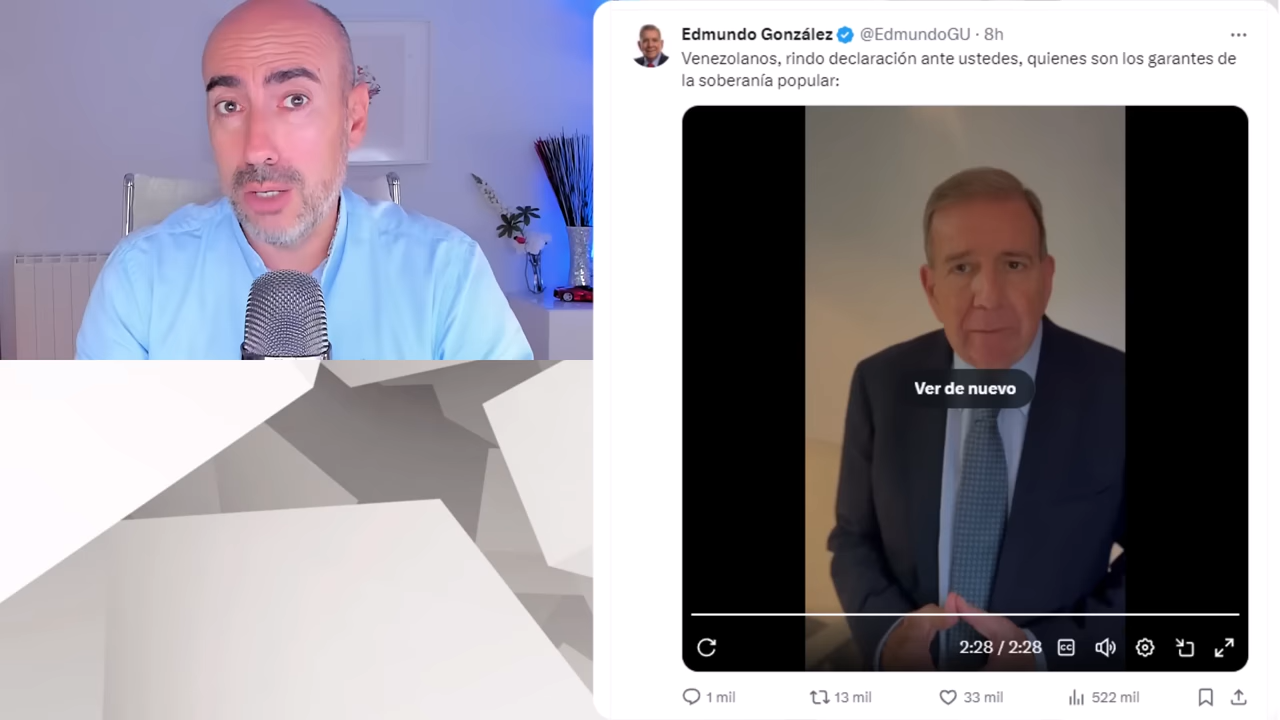 Edmundo González @EdmundoGU · 8h
Venezolanos, rindo declaración ante ustedes, quienes son los garantes de
la soberanía popular:
Ver de nuevo
2:28 / 2:28
CC
1 mil 13 mil 33 mil 522 mil